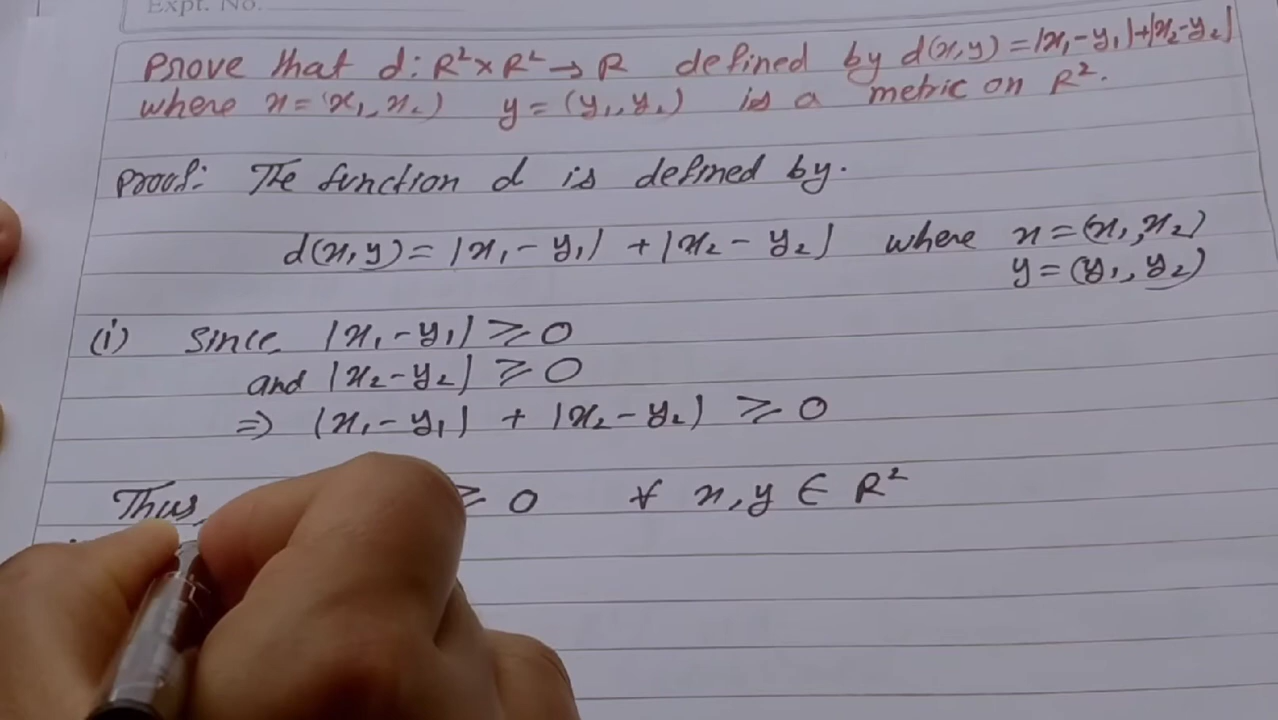 Expt. No.
Prove that d : R² × R² → R defined by d(x,y) = |x₁ - y₁| + |x₂ - y₂|
where x = (x₁, x₂) y = (y₁, y₂) is a metric on R².
Proof: The function d is defined by.
d(x, y) = |x₁ - y₁| + |x₂ - y₂| where x = (x₁, x₂)
y = (y₁, y₂)
(i) Since |x₁ - y₁| ⩾ 0
and |x₂ - y₂| ⩾ 0
⇒ |x₁ - y₁| + |x₂ - y₂| ⩾ 0
Thus, ⩾ 0 ∀ x, y ∈ R²